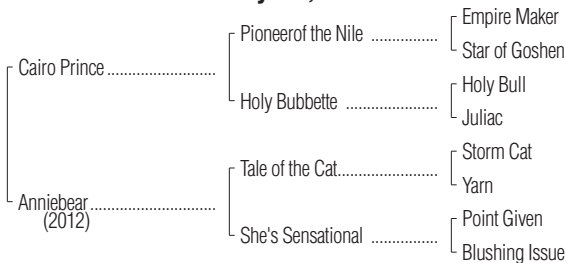 Empire Maker
Pioneerof the Nile ................
Star of Goshen
Cairo Prince ..........................
Holy Bull
Holy Bubbette ......................
Juliac
Storm Cat
Tale of the Cat........................
Yarn
Anniebear..............................
(2012)
Point Given
She's Sensational ................
Blushing Issue